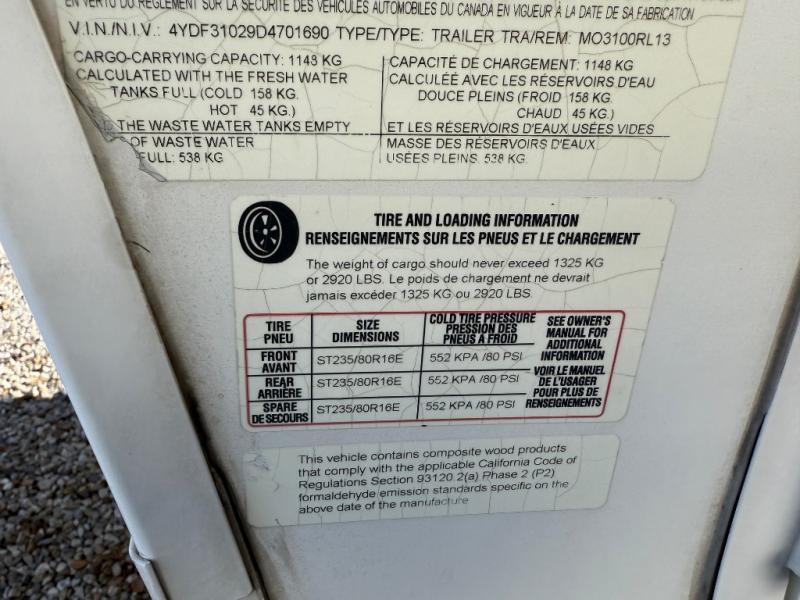 EN VERTU DU RÈGLEMENT SUR LA SÉCURITÉ DES VÉHICULES AUTOMOBILES DU CANADA EN VIGUEUR À LA DATE DE SA FABRICATION
V.I.N./N.I.V.: 4YDF31029D4701690 TYPE/TYPE: TRAILER TRA/REM: MO3100RL13
CARGO-CARRYING CAPACITY: 1148 KG
CALCULATED WITH THE FRESH WATER
TANKS FULL (COLD 158 KG.
HOT 45 KG.)
THE WASTE WATER TANKS EMPTY
OF WASTE WATER
FULL: 538 KG
CAPACITÉ DE CHARGEMENT: 1148 KG
CALCULÉE AVEC LES RÉSERVOIRS D'EAU
DOUCE PLEINS (FROID 158 KG.
CHAUD 45 KG.)
ET LES RÉSERVOIRS D'EAUX USÉES VIDES
MASSE DES RÉSERVOIRS D'EAUX
USÉES PLEINS. 538 KG
TIRE AND LOADING INFORMATION
RENSEIGNEMENTS SUR LES PNEUS ET LE CHARGEMENT
The weight of cargo should never exceed 1325 KG
or 2920 LBS. Le poids de chargement ne devrait
jamais excéder 1325 KG ou 2920 LBS.
TIRE
PNEU
SIZE
DIMENSIONS
COLD TIRE PRESSURE
PRESSION DES
PNEUS À FROID
SEE OWNER'S
MANUAL FOR
ADDITIONAL
INFORMATION
FRONT
AVANT
ST235/80R16E
552 KPA /80 PSI
REAR
ARRIÈRE
ST235/80R16E
552 KPA /80 PSI
VOIR LE MANUEL
DE L'USAGER
POUR PLUS DE
RENSEIGNEMENTS
SPARE
DE SECOURS
ST235/80R16E
552 KPA /80 PSI
This vehicle contains composite wood products
that comply with the applicable California Code of
Regulations Section 93120.2(a) Phase 2 (P2)
formaldehyde emission standards specific on the
above date of the manufacture